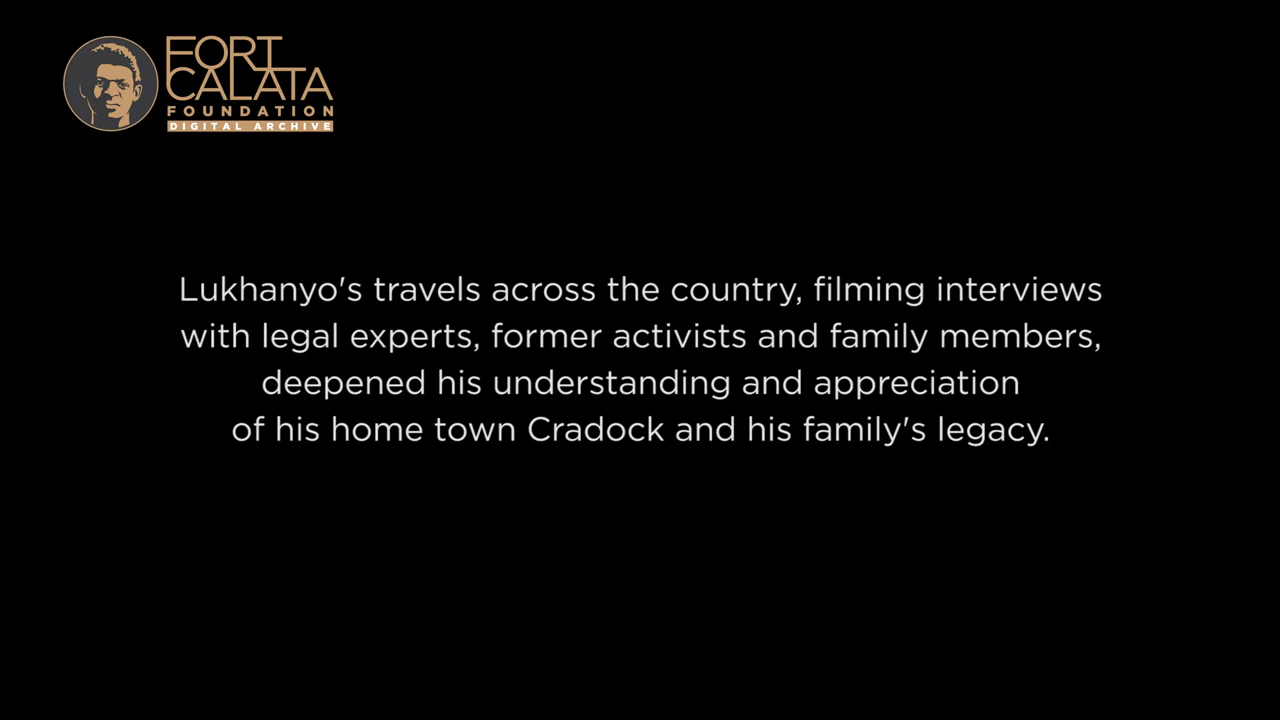 FORT
CALATA
FOUNDATION
DIGITAL ARCHIVE
Lukhanyo's travels across the country, filming interviews
with legal experts, former activists and family members,
deepened his understanding and appreciation
of his home town Cradock and his family's legacy.